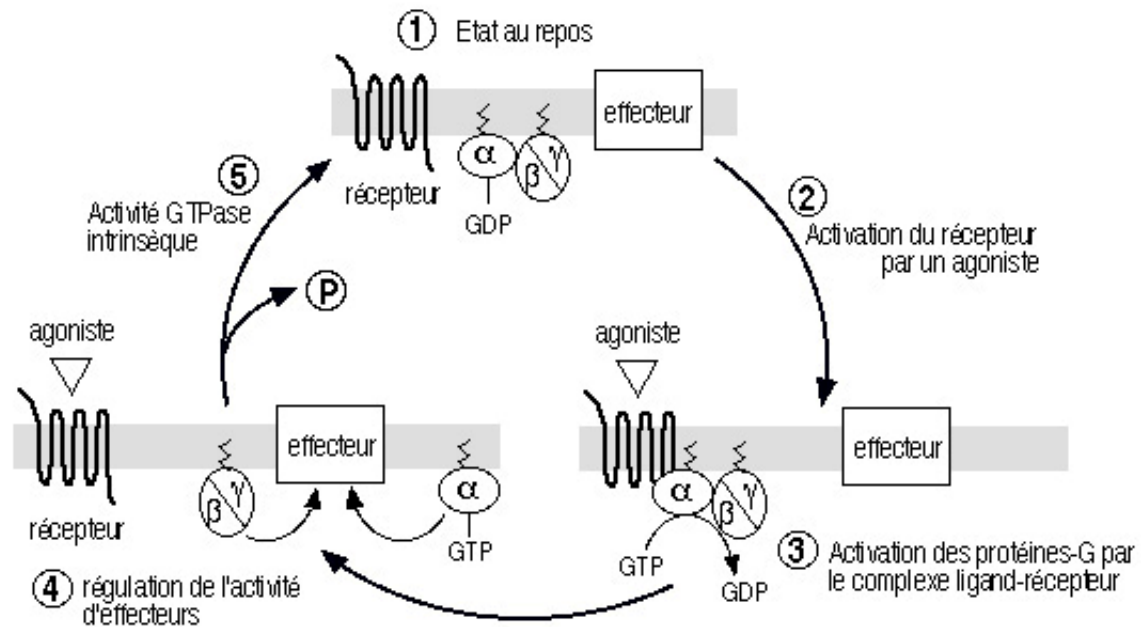 1 Etat au repos
effecteur
α
β γ
GDP
récepteur
2
Activation du récepteur
par un agoniste
agoniste
effecteur
α
β γ
GTP
GDP
3 Activation des protéines-G par
le complexe ligand-récepteur
agoniste
effecteur
β γ
α
GTP
récepteur
4 régulation de l'activité
d'effecteurs
5
Activité GTPase
intrinsèque
P